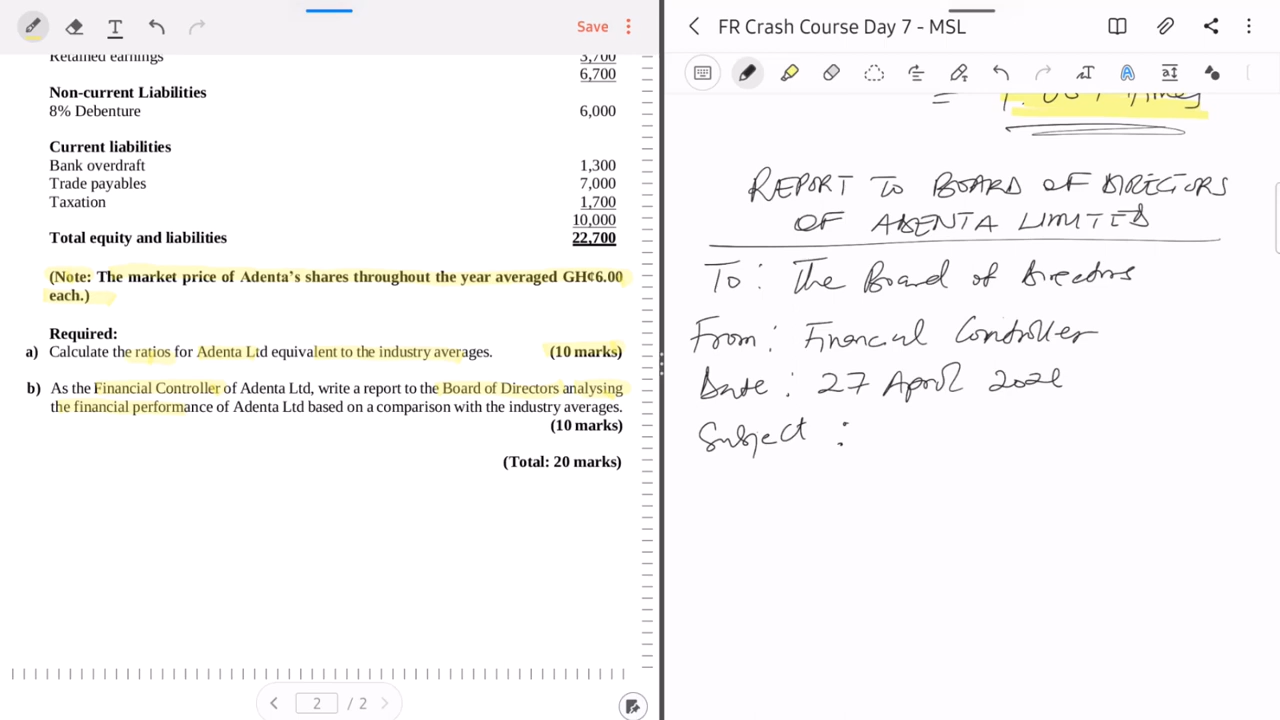 Save
FR Crash Course Day 7 - MSL
Retained earnings 3,700
6,700
Non-current Liabilities
8% Debenture 6,000
Current liabilities
Bank overdraft 1,300
Trade payables 7,000
Taxation 1,700
10,000
Total equity and liabilities 22,700
(Note: The market price of Adenta's shares throughout the year averaged GH¢6.00
each.)
Required:
a) Calculate the ratios for Adenta Ltd equivalent to the industry averages. (10 marks)
b) As the Financial Controller of Adenta Ltd, write a report to the Board of Directors analysing
the financial performance of Adenta Ltd based on a comparison with the industry averages.
(10 marks)
(Total: 20 marks)
2 / 2
=
REPORT TO BOARD OF DIRECTORS
OF ADENTA LIMITED
To: The Board of Directors
From: Financial Controller
Date: 27 April
Subject :